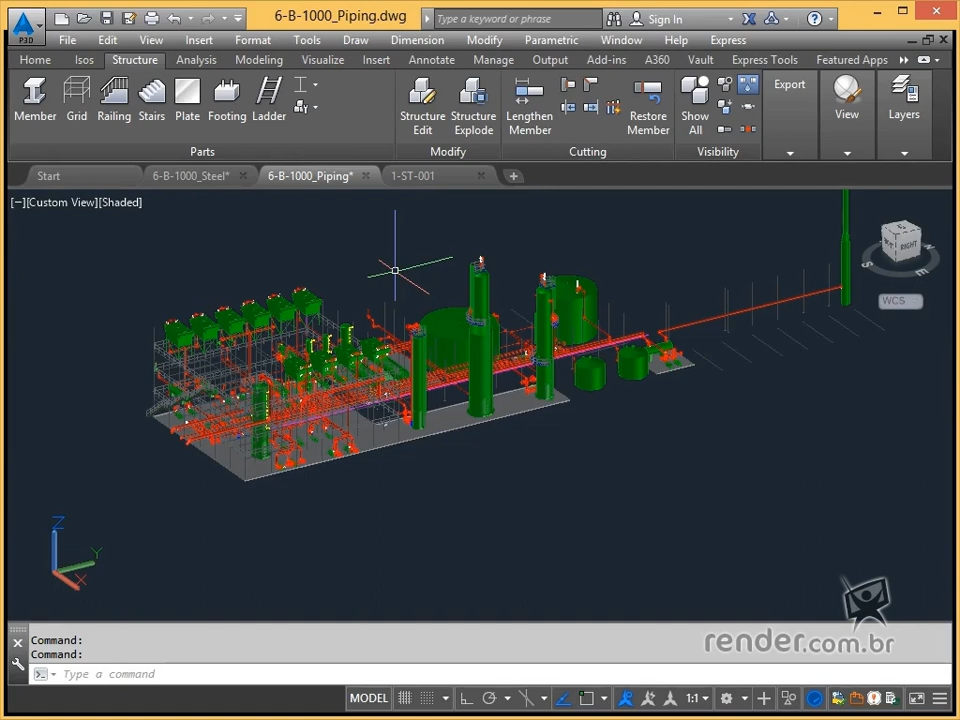 6-B-1000_Piping.dwg
Type a keyword or phrase
Sign In
P3D
File Edit View Insert Format Tools Draw Dimension Modify Parametric Window Help Express
Home Isos Structure Analysis Modeling Visualize Insert Annotate Manage Output Add-ins A360 Vault Express Tools Featured Apps
Member Grid Railing Stairs Plate Footing Ladder
Structure Edit
Structure Explode
Lengthen Member
Restore Member
Show All
Export
View
Layers
Parts Modify Cutting Visibility
Start 6-B-1000_Steel* 6-B-1000_Piping* 1-ST-001
[−][Custom View][Shaded]
RIGHT
S
E
N
WCS
Z
Y
X
render.com.br
Command:
Command:
Type a command
MODEL
1:1